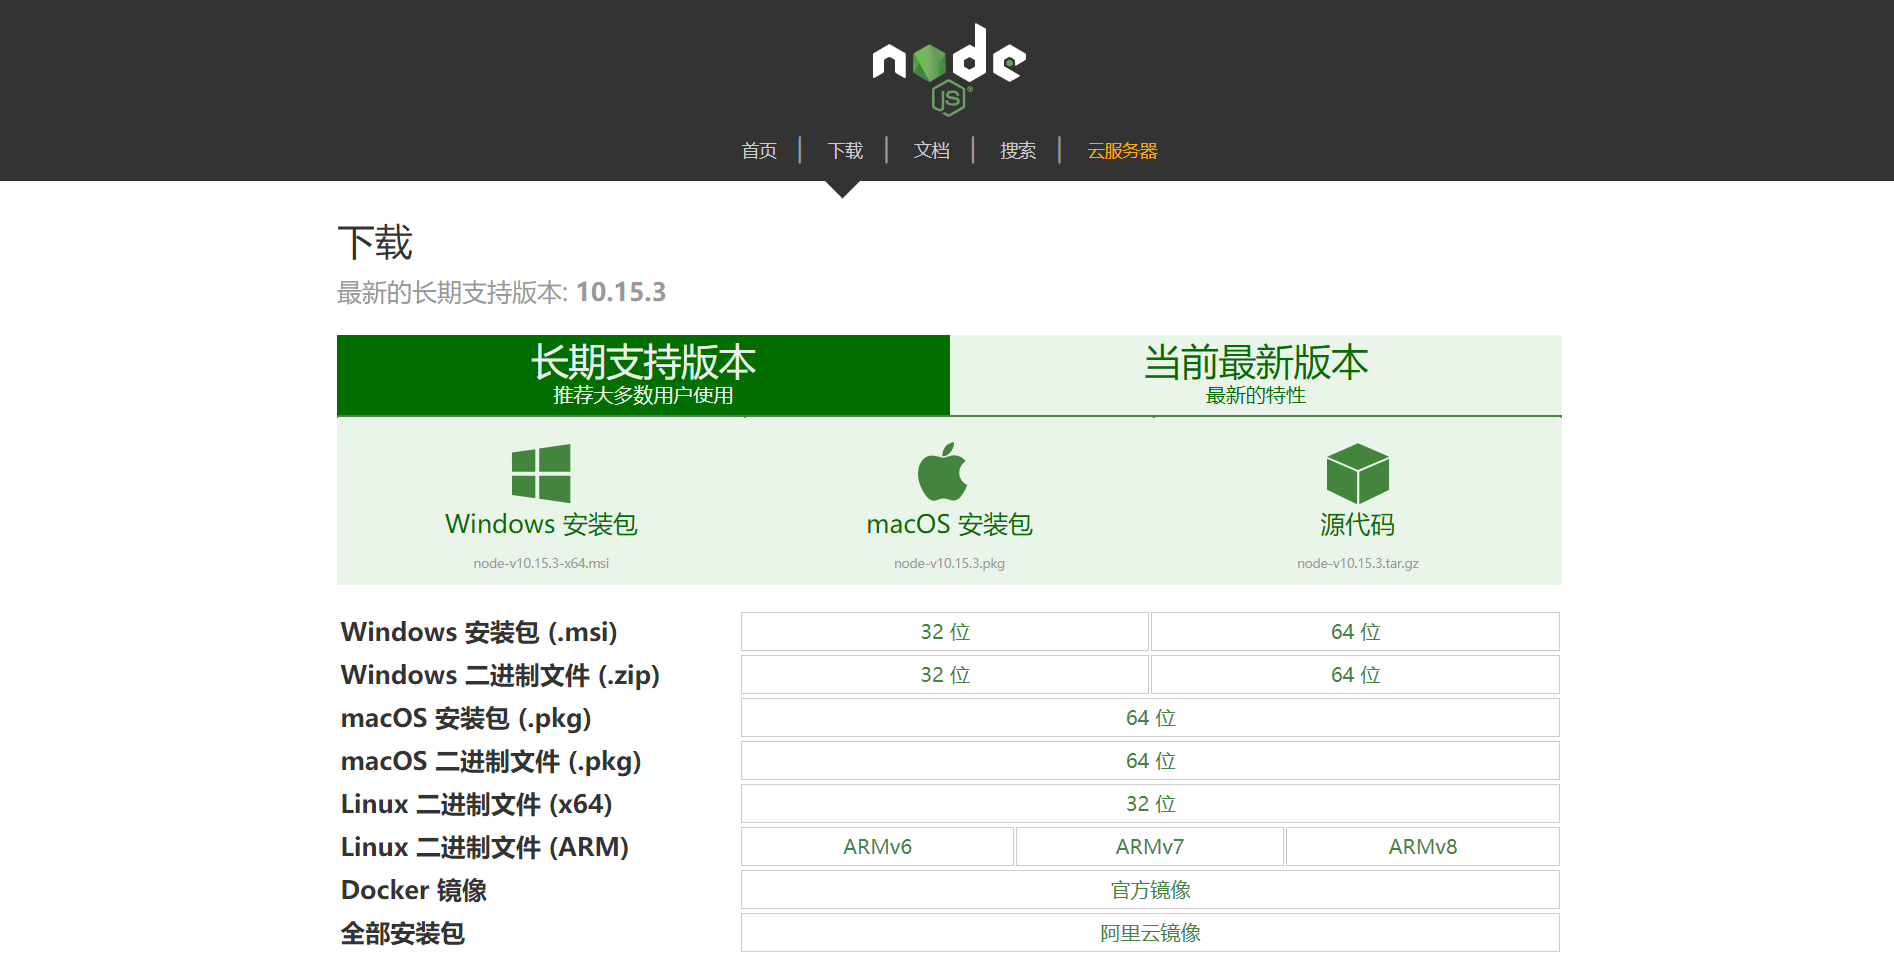 node
JS®
首页 | 下载 | 文档 | 搜索 | 云服务器
下载
最新的长期支持版本: 10.15.3
长期支持版本
推荐大多数用户使用
当前最新版本
最新的特性
Windows 安装包
node-v10.15.3-x64.msi
macOS 安装包
node-v10.15.3.pkg
源代码
node-v10.15.3.tar.gz
Windows 安装包 (.msi) 32 位 64 位
Windows 二进制文件 (.zip) 32 位 64 位
macOS 安装包 (.pkg) 64 位
macOS 二进制文件 (.pkg) 64 位
Linux 二进制文件 (x64) 32 位
Linux 二进制文件 (ARM) ARMv6 ARMv7 ARMv8
Docker 镜像 官方镜像
全部安装包 阿里云镜像